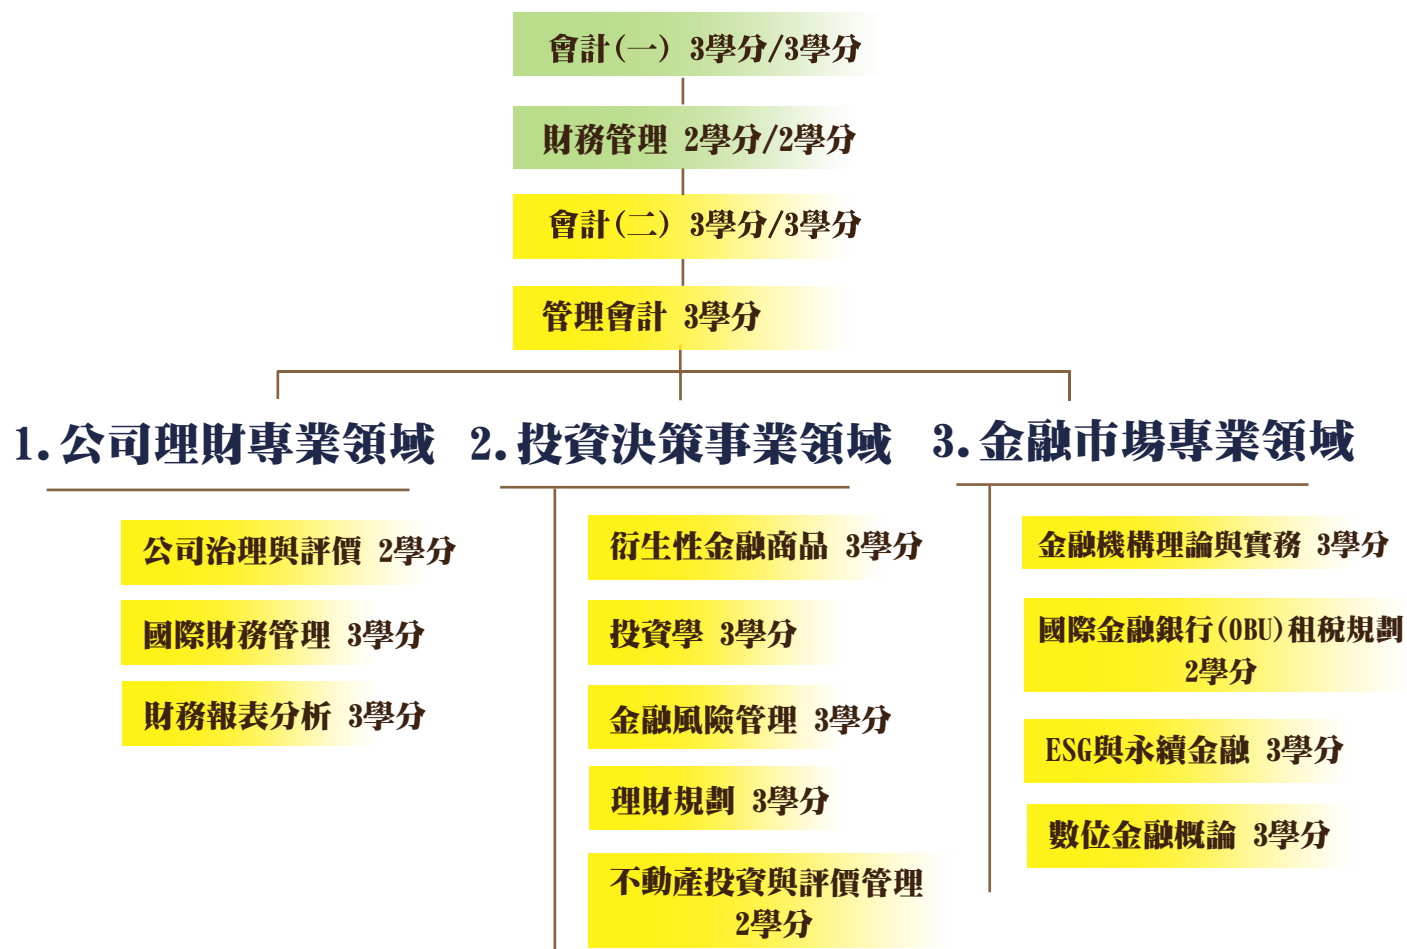 會計(一) 3學分/3學分
財務管理 2學分/2學分
會計(二) 3學分/3學分
管理會計 3學分
1.公司理財專業領域
公司治理與評價 2學分
國際財務管理 3學分
財務報表分析 3學分
2.投資決策事業領域
衍生性金融商品 3學分
投資學 3學分
金融風險管理 3學分
理財規劃 3學分
不動產投資與評價管理
2學分
3.金融市場專業領域
金融機構理論與實務 3學分
國際金融銀行(OBU)租稅規劃
2學分
ESG與永續金融 3學分
數位金融概論 3學分